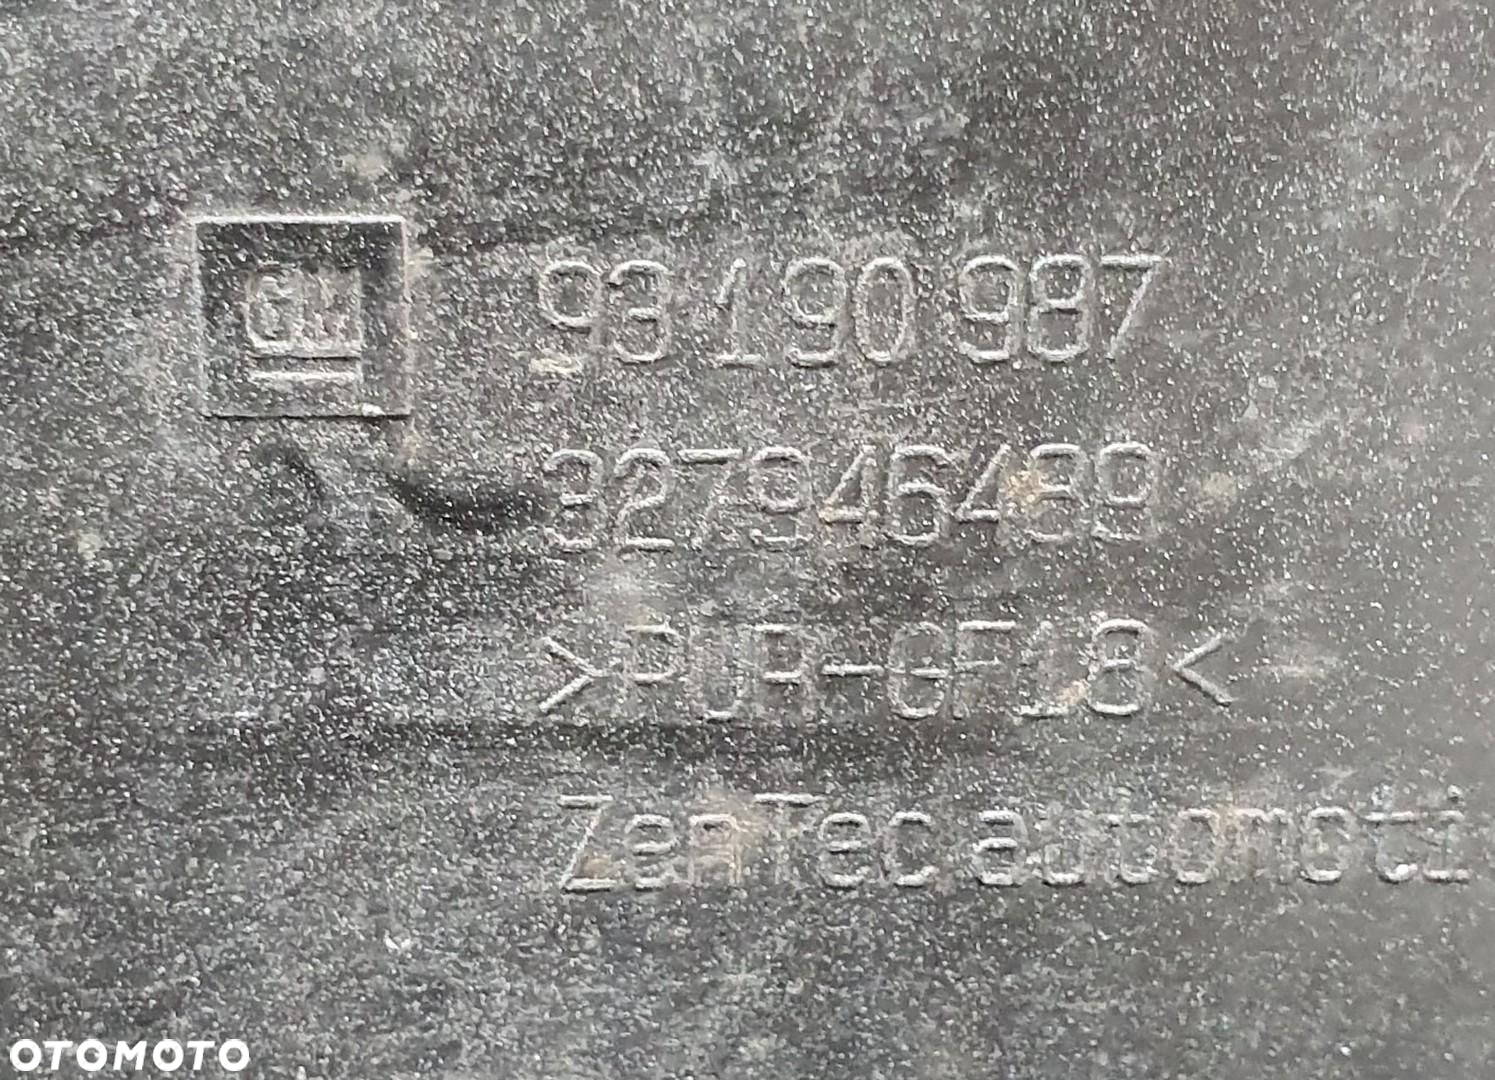 GM
93 190 987
327946489
>PUR-GF18<
ZenTec automoti
OTOMOTO